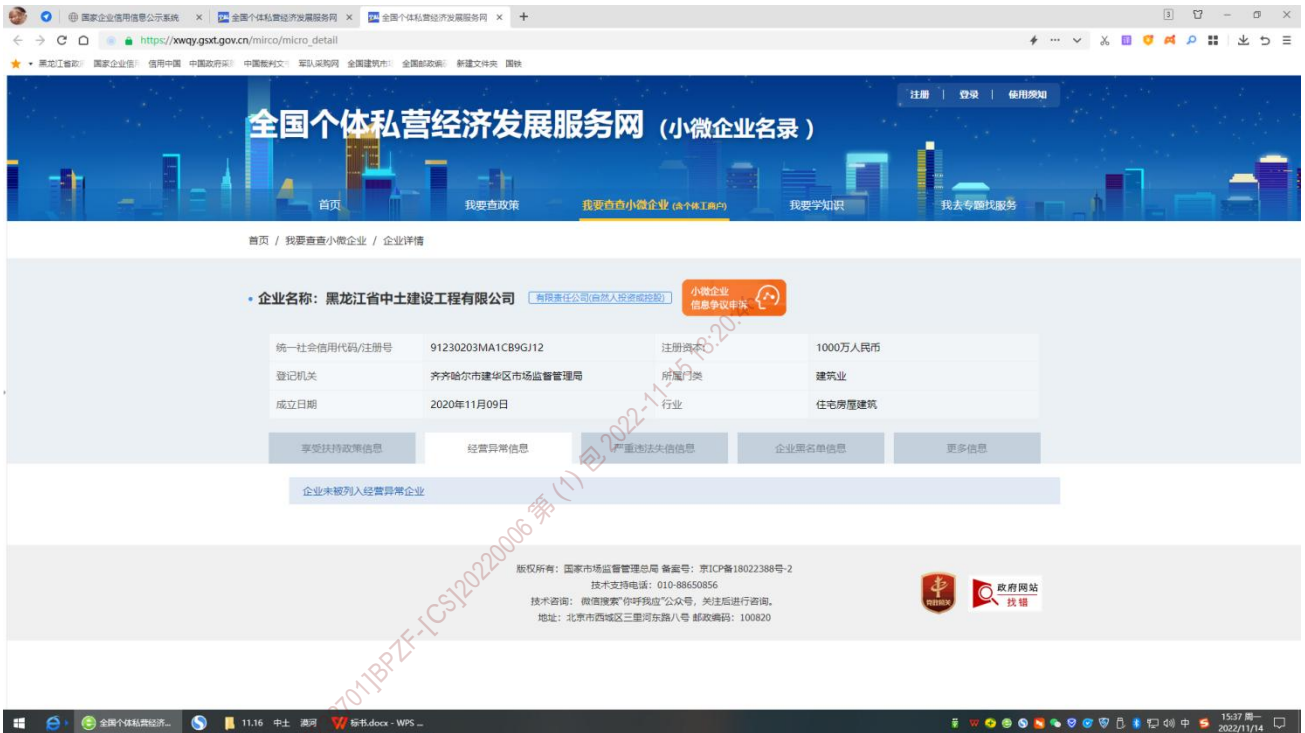 国家企业信用信息公示系统 × 全国个体私营经济发展服务网 × 全国个体私营经济发展服务网 × +
https://xwqy.gsxt.gov.cn/mirco/micro_detail
黑龙江省政 国家企业信 信用中国 中国政府采 中国裁判文 军队采购网 全国建筑市 全国邮政编 新建文件夹 国铁
注册 | 登录 | 使用须知
全国个体私营经济发展服务网 (小微企业名录)
首页 我要查政策 我要查查小微企业 (含个体工商户) 我要学知识 我去专题找服务
首页 / 我要查查小微企业 / 企业详情
• 企业名称: 黑龙江省中土建设工程有限公司 有限责任公司(自然人投资或控股) 小微企业
信息争议申诉
统一社会信用代码/注册号 91230203MA1CB9GJ12 注册资本: 1000万人民币
登记机关 齐齐哈尔市建华区市场监督管理局 所属门类 建筑业
成立日期 2020年11月09日 行业 住宅房屋建筑
享受扶持政策信息 经营异常信息 严重违法失信信息 企业黑名单信息 更多信息
企业未被列入经营异常企业
版权所有: 国家市场监督管理总局 备案号: 京ICP备18022388号-2
技术支持电话: 010-88650856
技术咨询: 微信搜索"你呼我应"公众号, 关注后进行咨询。
地址: 北京市西城区三里河东路八号 邮政编码: 100820
党政机关
政府网站
找错
0701]BPZF-[CS]20220006 第 (1) 包 2022-11-15 18:20:
全国个体私营经济... 11.16 中土 漠河 标书.docx - WPS ... 中 15:37 周一
2022/11/14